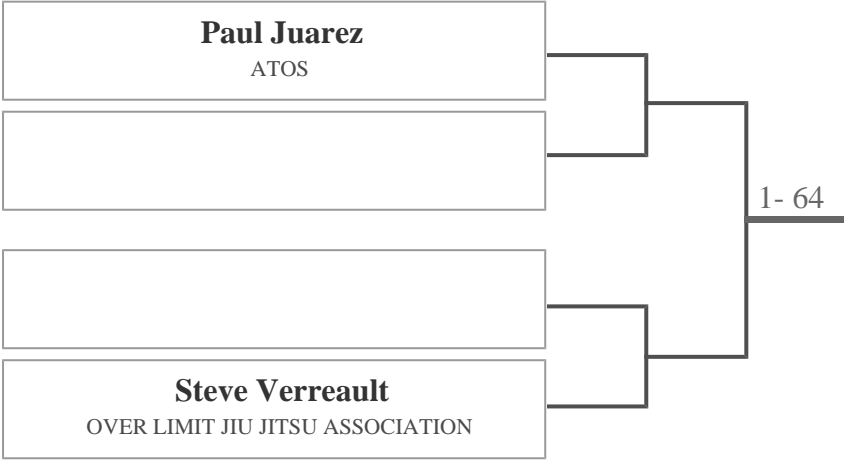 Paul Juarez
ATOS
1- 64
Steve Verreault
OVER LIMIT JIU JITSU ASSOCIATION